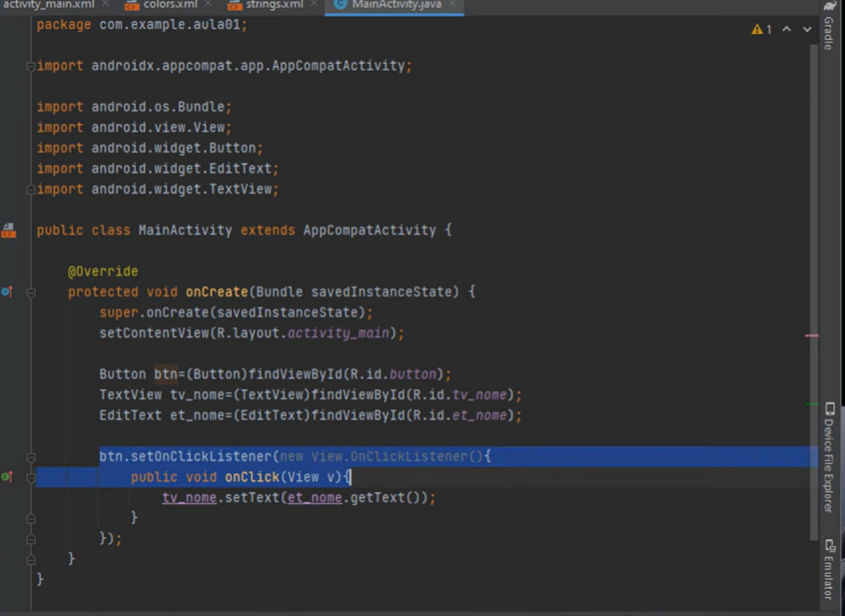 activity_main.xml × colors.xml × strings.xml × MainActivity.java ×
package com.example.aula01;
1
import androidx.appcompat.app.AppCompatActivity;
import android.os.Bundle;
import android.view.View;
import android.widget.Button;
import android.widget.EditText;
import android.widget.TextView;
public class MainActivity extends AppCompatActivity {
@Override
protected void onCreate(Bundle savedInstanceState) {
super.onCreate(savedInstanceState);
setContentView(R.layout.activity_main);
Button btn=(Button)findViewById(R.id.button);
TextView tv_nome=(TextView)findViewById(R.id.tv_nome);
EditText et_nome=(EditText)findViewById(R.id.et_nome);
btn.setOnClickListener(new View.OnClickListener(){
public void onClick(View v){
tv_nome.setText(et_nome.getText());
}
});
}
}
Gradle
Device File Explorer
Emulator